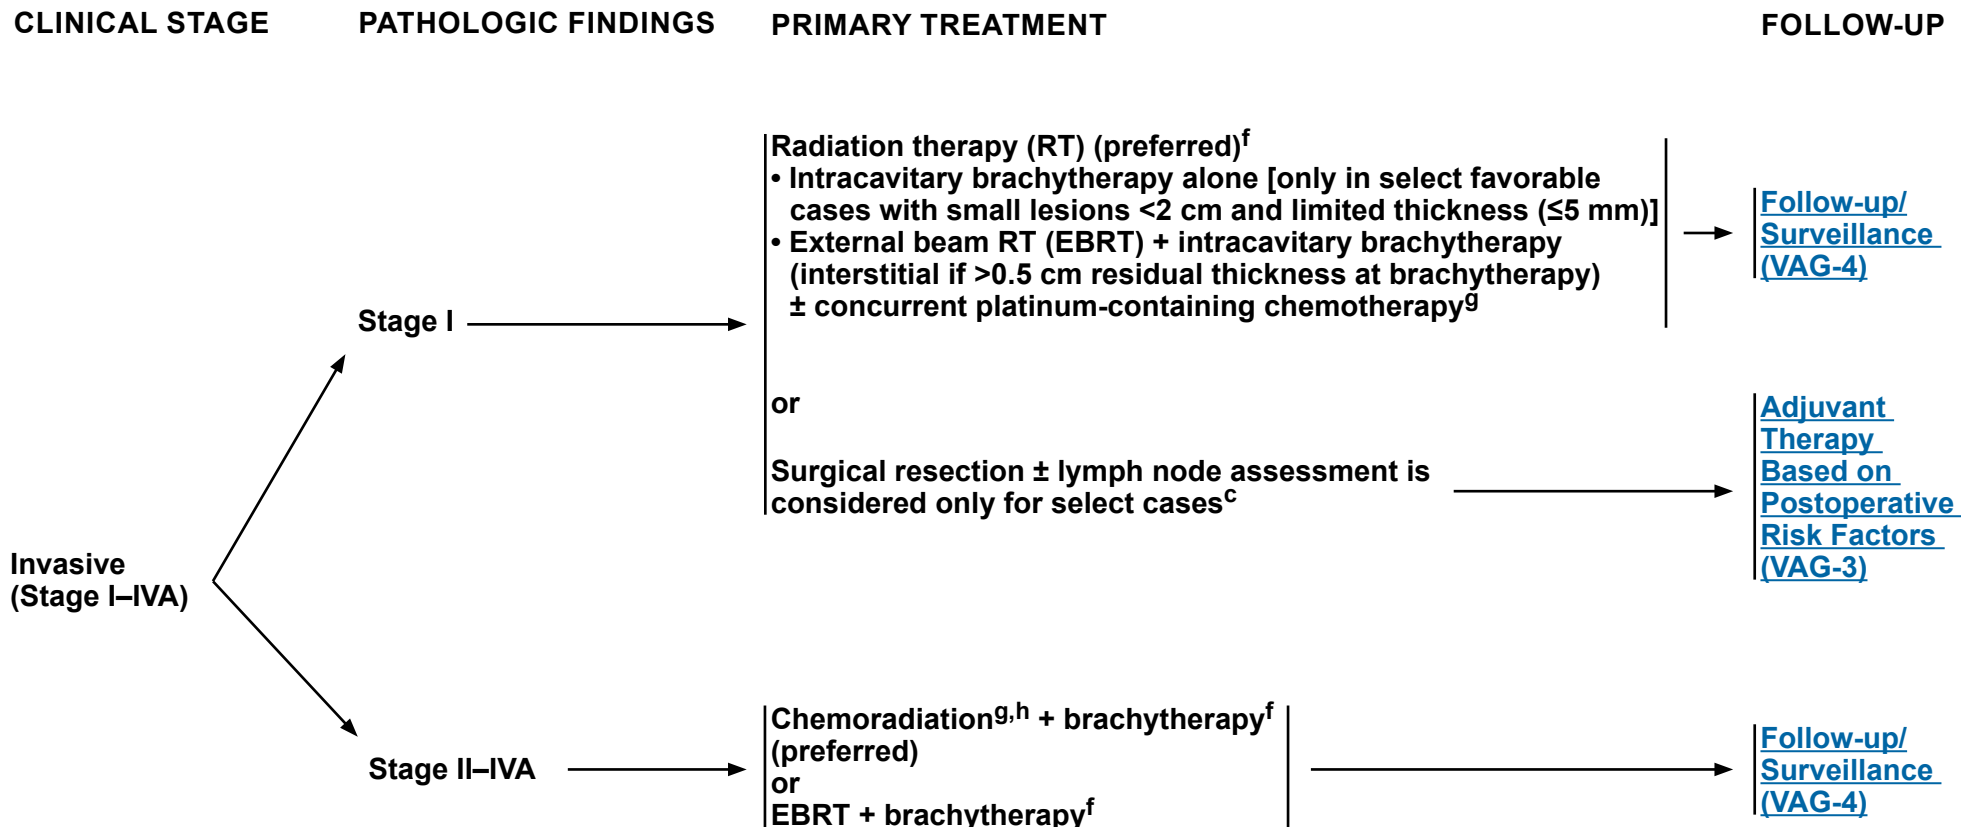 CLINICAL STAGE
PATHOLOGIC FINDINGS
PRIMARY TREATMENT
FOLLOW-UP
Invasive
(Stage I–IVA)
Stage I
Radiation therapy (RT) (preferred)f
• Intracavitary brachytherapy alone [only in select favorable
cases with small lesions <2 cm and limited thickness (≤5 mm)]
• External beam RT (EBRT) + intracavitary brachytherapy
(interstitial if >0.5 cm residual thickness at brachytherapy)
± concurrent platinum-containing chemotherapyg
Follow-up/
Surveillance
(VAG-4)
or
Surgical resection ± lymph node assessment is
considered only for select casesc
Adjuvant
Therapy
Based on
Postoperative
Risk Factors
(VAG-3)
Stage II–IVA
Chemoradiationg,h + brachytherapyf
(preferred)
or
EBRT + brachytherapyf
Follow-up/
Surveillance
(VAG-4)